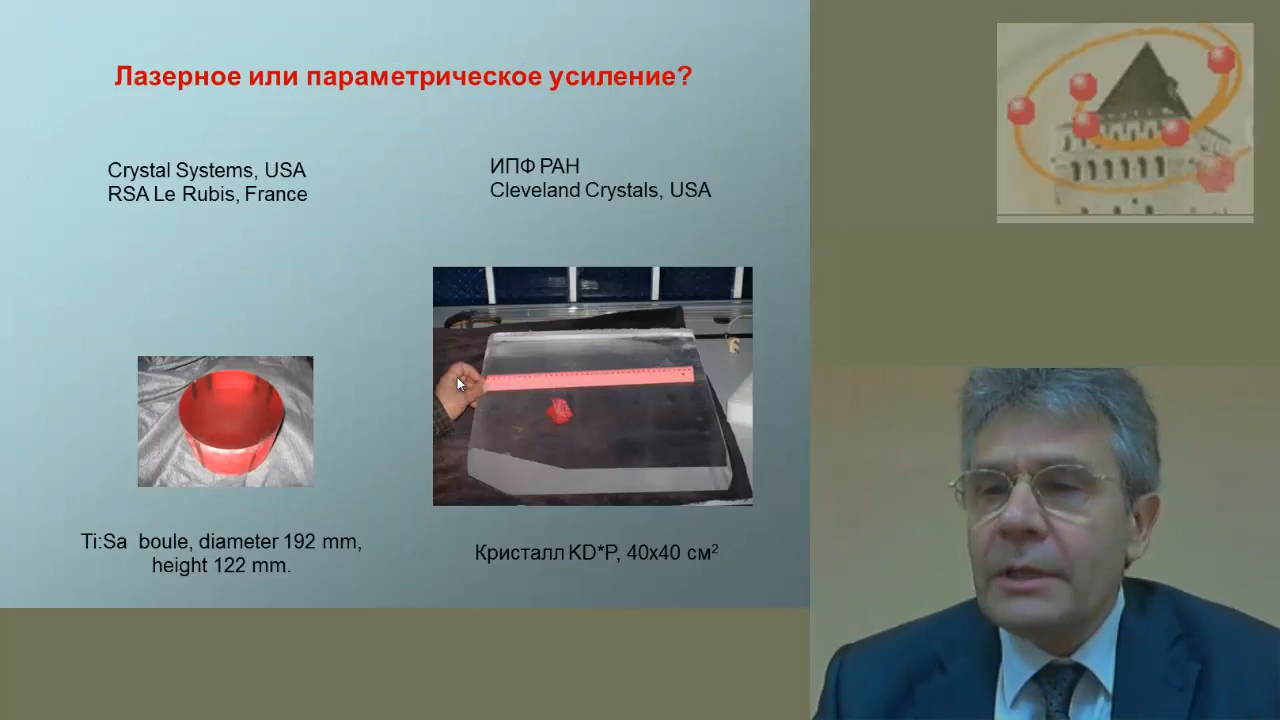 Лазерное или параметрическое усиление?
Crystal Systems, USA
RSA Le Rubis, France
ИПФ РАН
Cleveland Crystals, USA
Ti:Sa boule, diameter 192 mm,
height 122 mm.
Кристалл KD*P, 40x40 см²